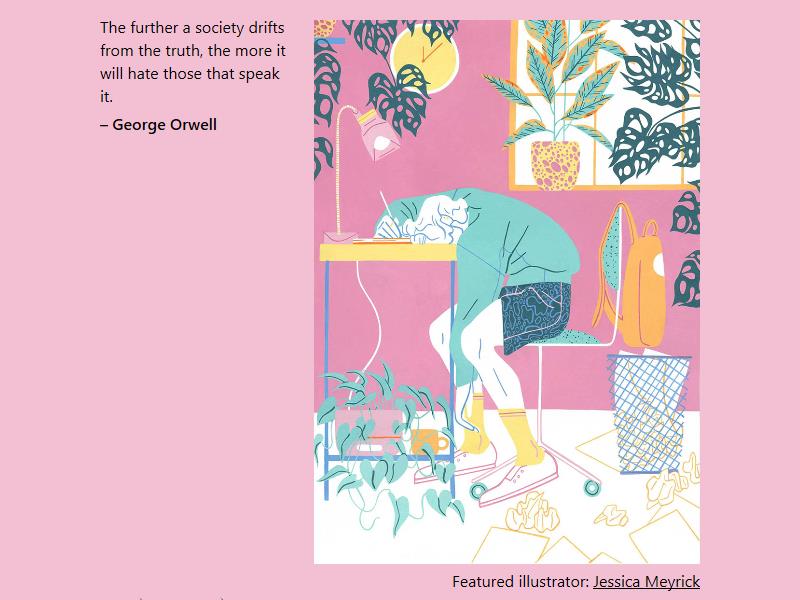 The further a society drifts
from the truth, the more it
will hate those that speak
it.
– George Orwell
Featured illustrator: Jessica Meyrick